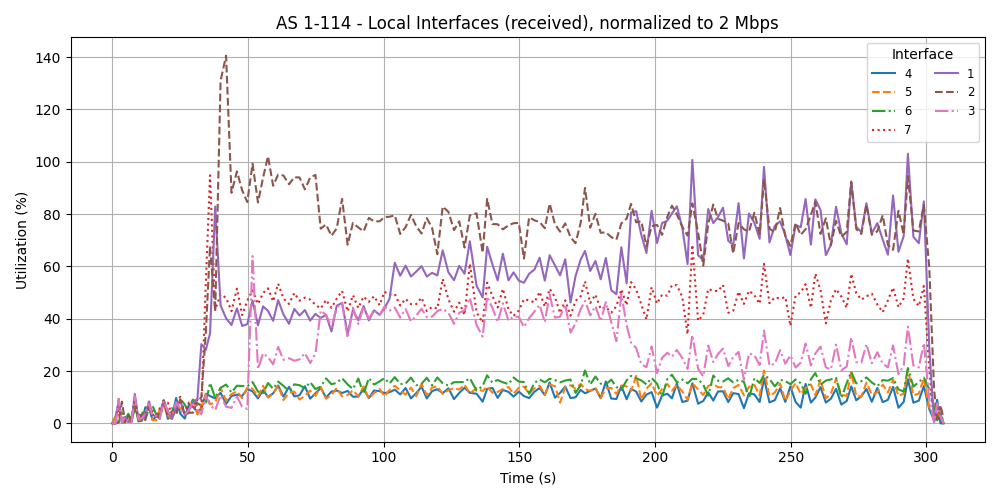 AS 1-114 - Local Interfaces (received), normalized to 2 Mbps
Utilization (%)
140
120
100
80
60
40
20
0
0 50 100 150 200 250 300
Time (s)
Interface
4 1
5 2
6 3
7